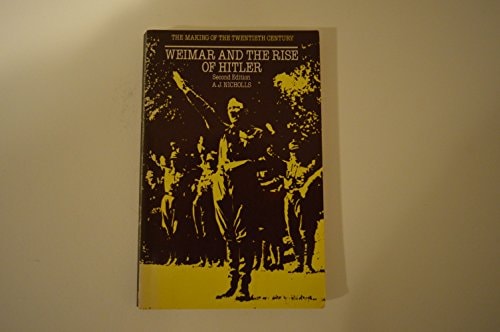 THE MAKING OF THE TWENTIETH CENTURY
WEIMAR AND THE RISE
OF HITLER
Second Edition
A.J. NICHOLLS